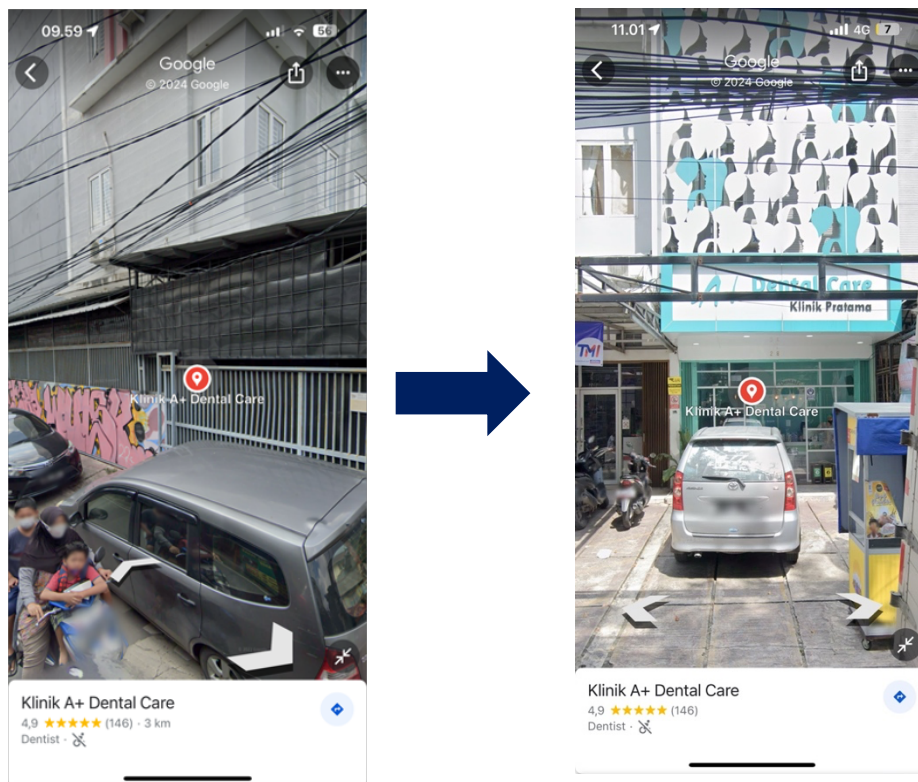 09.59
56
Google
© 2024 Google
Klinik A+ Dental Care
Klinik A+ Dental Care
4,9 (146) · 3 km
Dentist ·
11.01
4G
7
Google
© 2024 Google
A+ Dental Care
Klinik Pratama
TMI
Klinik A+ Dental Care
Klinik A+ Dental Care
4,9 (146)
Dentist ·